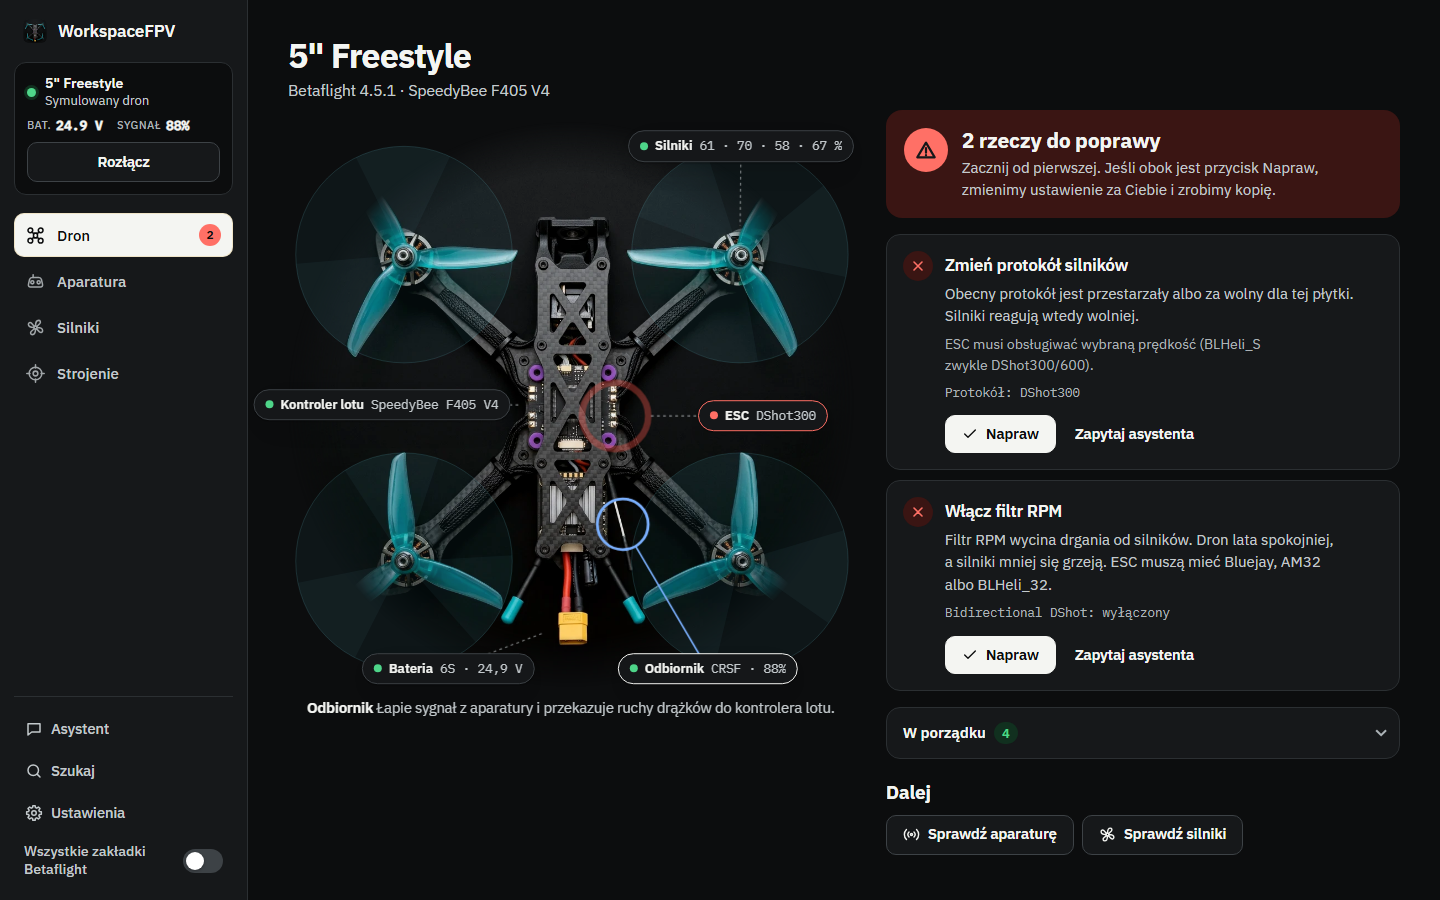 WorkspaceFPV
5" Freestyle
Symulowany dron
BAT. 24.9 V SYGNAŁ 88%
Rozłącz
Dron 2
Aparatura
Silniki
Strojenie
Asystent
Szukaj
Ustawienia
Wszystkie zakładki
Betaflight
5" Freestyle
Betaflight 4.5.1 · SpeedyBee F405 V4
Silniki 61 · 70 · 58 · 67 %
Kontroler lotu SpeedyBee F405 V4
ESC DShot300
Bateria 6S · 24,9 V
Odbiornik CRSF · 88%
Odbiornik Łapie sygnał z aparatury i przekazuje ruchy drążków do kontrolera lotu.
2 rzeczy do poprawy
Zacznij od pierwszej. Jeśli obok jest przycisk Napraw,
zmienimy ustawienie za Ciebie i zrobimy kopię.
Zmień protokół silników
Obecny protokół jest przestarzały albo za wolny dla tej płytki.
Silniki reagują wtedy wolniej.
ESC musi obsługiwać wybraną prędkość (BLHeli_S
zwykle DShot300/600).
Protokół: DShot300
Napraw Zapytaj asystenta
Włącz filtr RPM
Filtr RPM wycina drgania od silników. Dron lata spokojniej,
a silniki mniej się grzeją. ESC muszą mieć Bluejay, AM32
albo BLHeli_32.
Bidirectional DShot: wyłączony
Napraw Zapytaj asystenta
W porządku 4
Dalej
Sprawdź aparaturę Sprawdź silniki